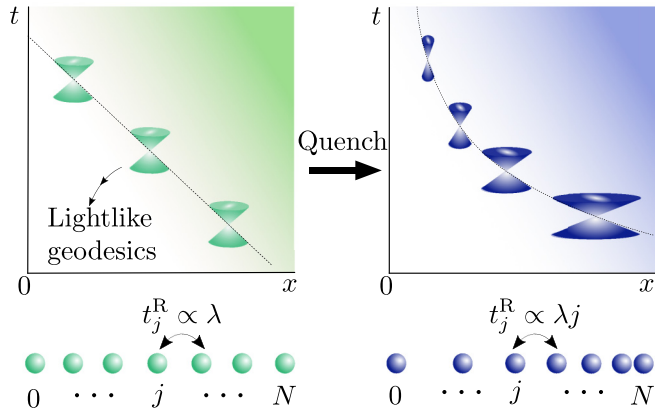 t
Lightlike
geodesics
0
x
Quench
t
0
x
t_j^R ∝ λ
0 · · · j · · · N
t_j^R ∝ λj
0 · · · j · · · N